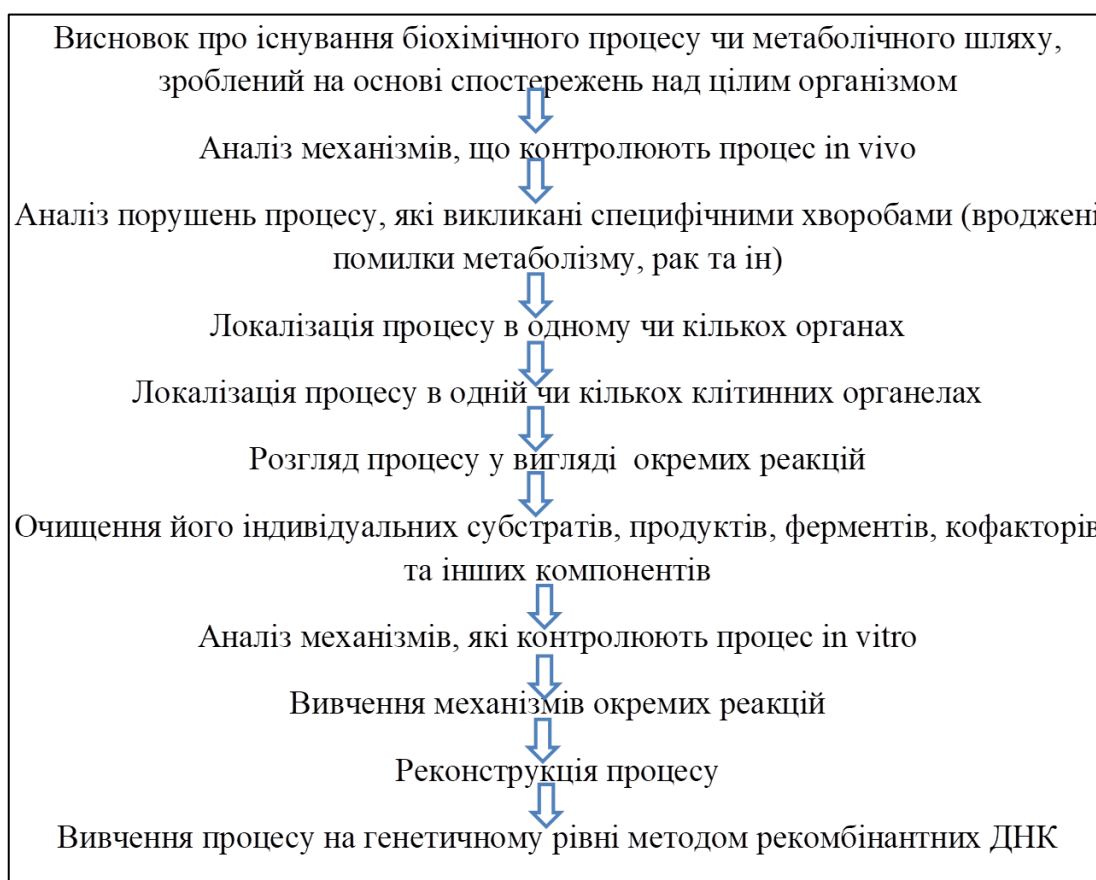 Висновок про існування біохімічного процесу чи метаболічного шляху,
зроблений на основі спостережень над цілим організмом
Аналіз механізмів, що контролюють процес in vivo
Аналіз порушень процесу, які викликані специфічними хворобами (вроджені
помилки метаболізму, рак та ін)
Локалізація процесу в одному чи кількох органах
Локалізація процесу в одній чи кількох клітинних органелах
Розгляд процесу у вигляді окремих реакцій
Очищення його індивідуальних субстратів, продуктів, ферментів, кофакторів
та інших компонентів
Аналіз механізмів, які контролюють процес in vitro
Вивчення механізмів окремих реакцій
Реконструкція процесу
Вивчення процесу на генетичному рівні методом рекомбінантних ДНК